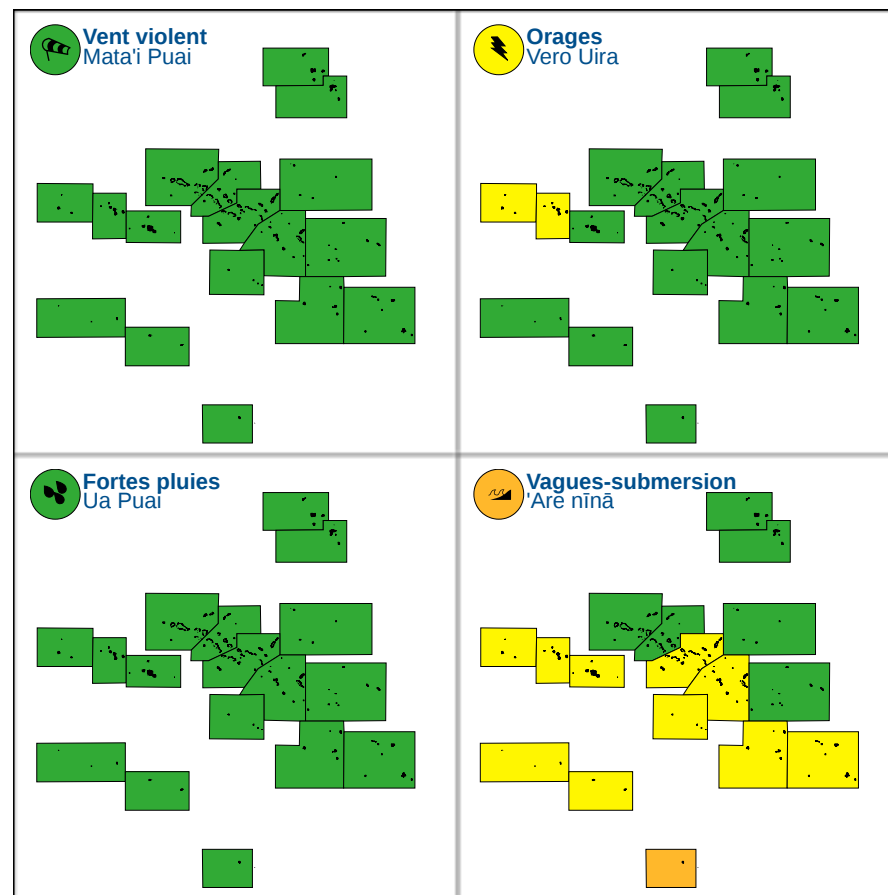 Vent violent
Mata'i Puai
Orages
Vero Uira
Fortes pluies
Ua Puai
Vagues-submersion
'Are nīnā